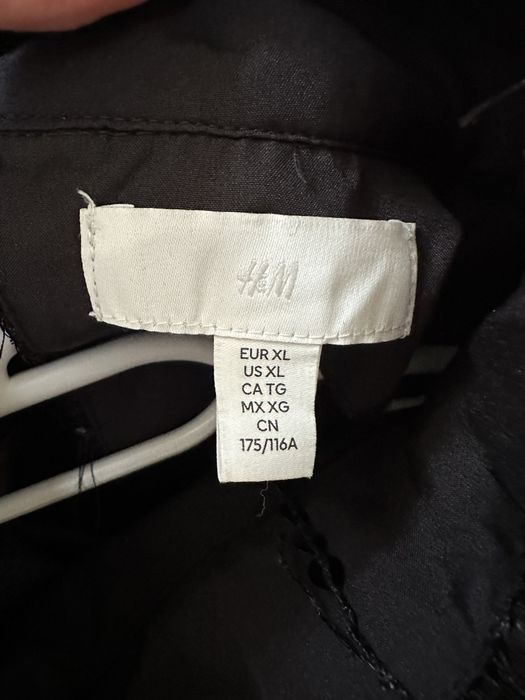 H&M
EUR XL
US XL
CA TG
MX XG
CN
175/116A